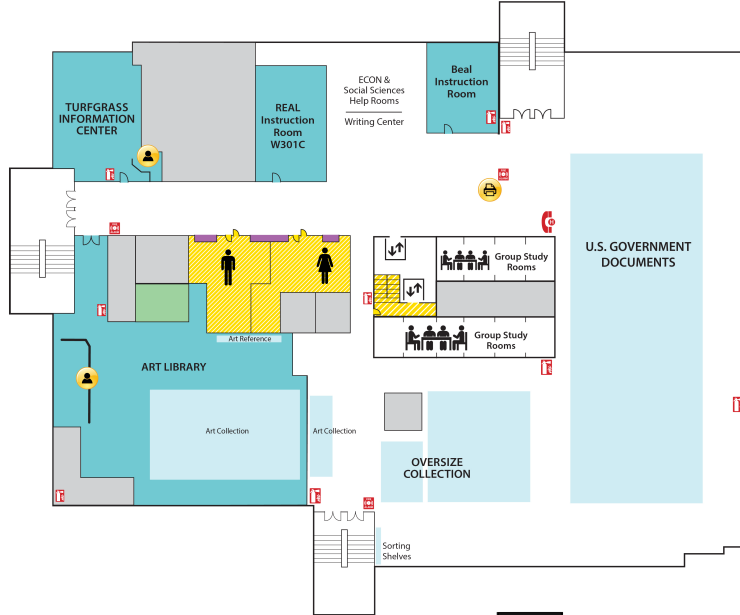 TURFGRASS
INFORMATION
CENTER
REAL
Instruction
Room
W301C
ECON &
Social Sciences
Help Rooms
Writing Center
Beal
Instruction
Room
U.S. GOVERNMENT
DOCUMENTS
Group Study
Rooms
Group Study
Rooms
Art Reference
ART LIBRARY
Art Collection
Art Collection
OVERSIZE
COLLECTION
Sorting
Shelves